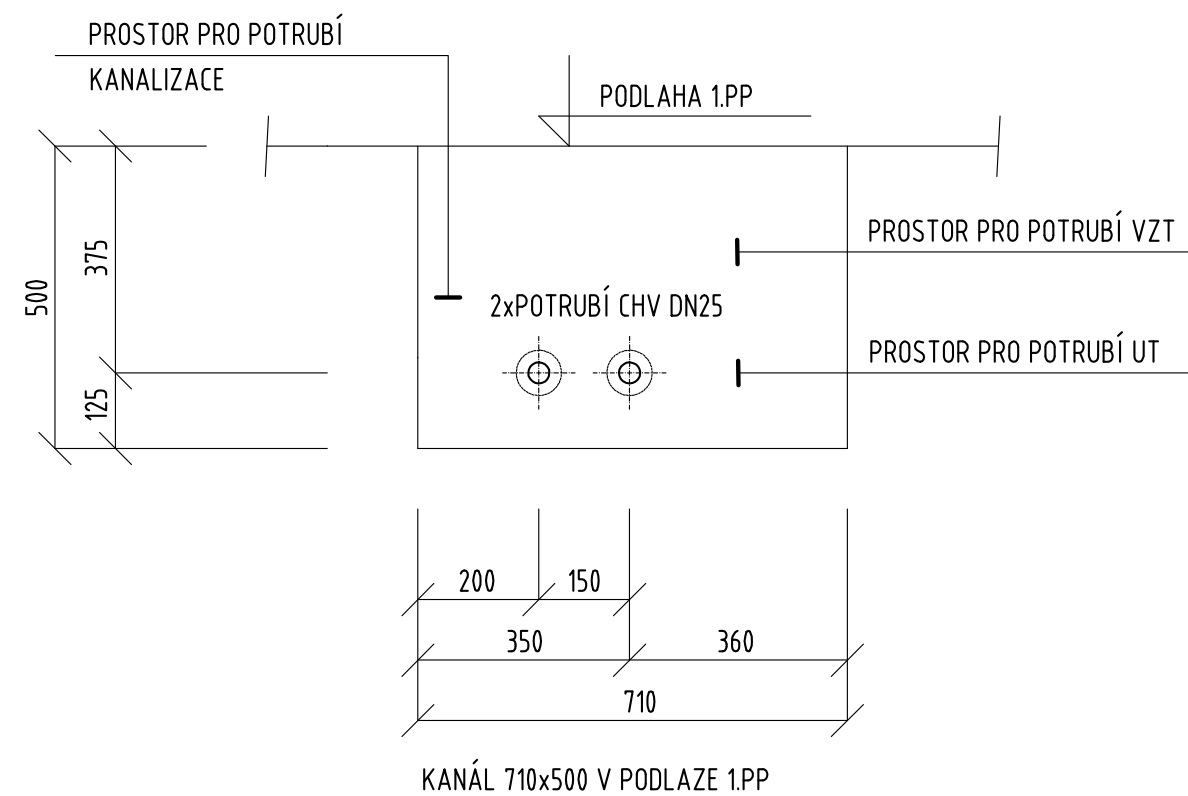 PROSTOR PRO POTRUBÍ
KANALIZACE
PODLAHA 1.PP
PROSTOR PRO POTRUBÍ VZT
375
500
2xPOTRUBÍ CHV DN25
PROSTOR PRO POTRUBÍ UT
125
200
150
350
360
710
KANÁL 710x500 V PODLAZE 1.PP